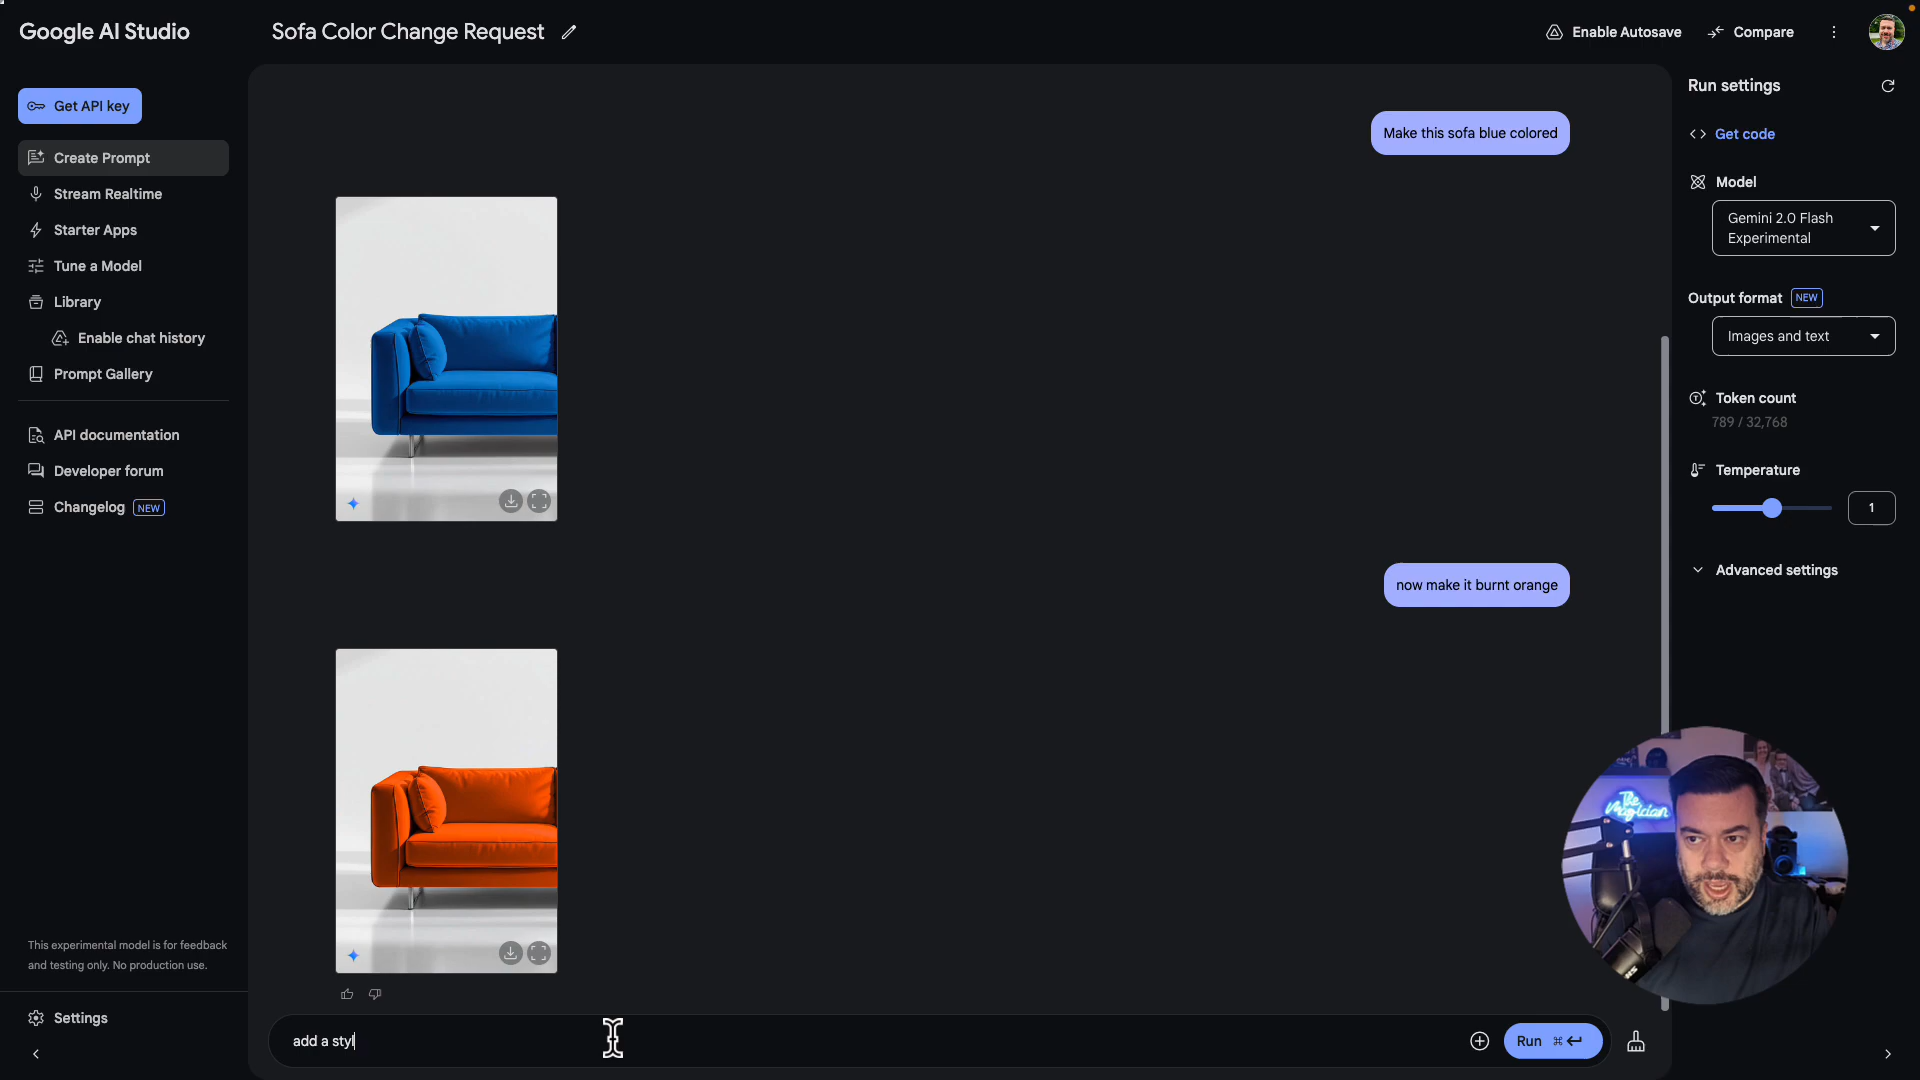 Google AI Studio
Sofa Color Change Request
Enable Autosave
Compare
Get API key
Create Prompt
Stream Realtime
Starter Apps
Tune a Model
Library
Enable chat history
Prompt Gallery
API documentation
Developer forum
Changelog NEW
This experimental model is for feedback
and testing only. No production use.
Settings
Make this sofa blue colored
now make it burnt orange
add a styl
Run ⌘
Run settings
Get code
Model
Gemini 2.0 Flash
Experimental
Output format NEW
Images and text
Token count
789 / 32,768
Temperature
1
Advanced settings
The
Magician